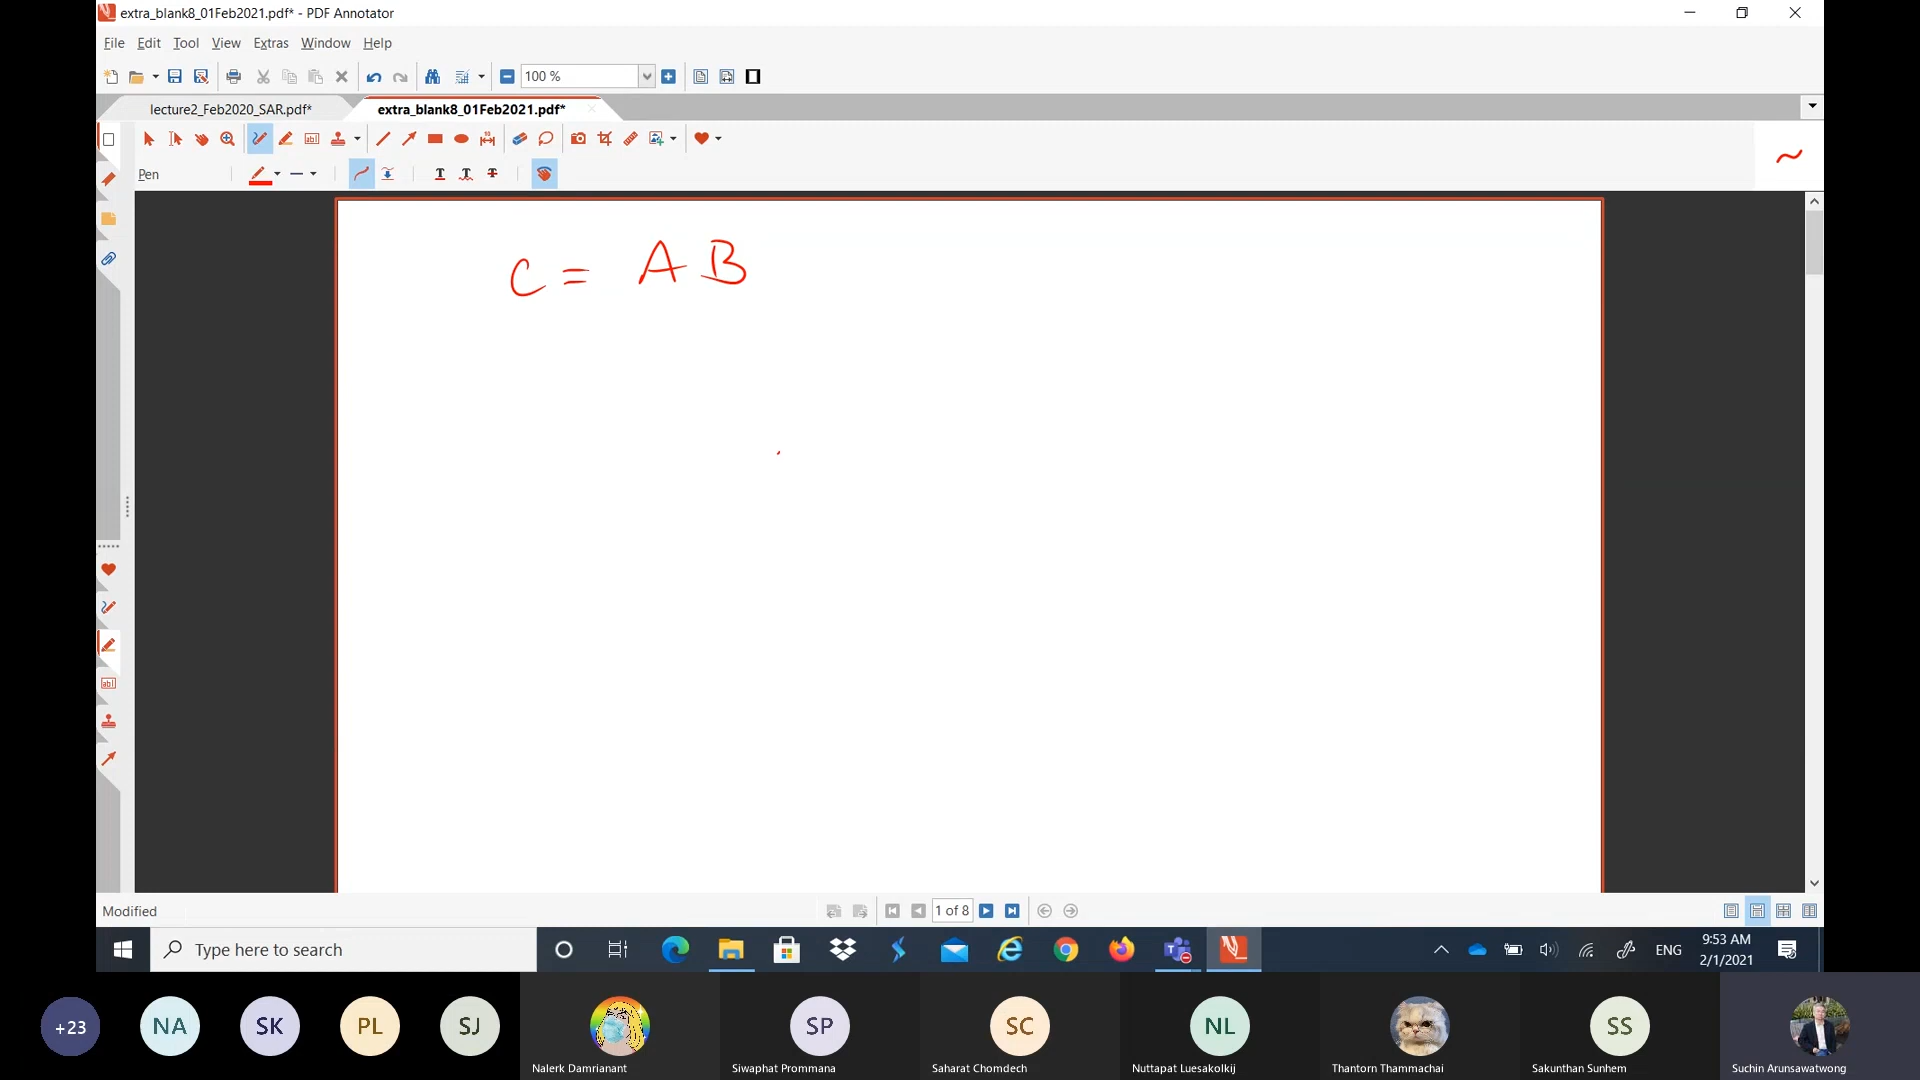 extra_blank8_01Feb2021.pdf* - PDF Annotator
File Edit Tool View Extras Window Help
100 %
lecture2_Feb2020_SAR.pdf* extra_blank8_01Feb2021.pdf*
Pen
C = A B
Modified
1 of 8
Type here to search
ENG
9:53 AM
2/1/2021
+23 NA SK PL SJ SP SC NL SS
Nalerk Damrianant Siwaphat Prommana Saharat Chomdech Nuttapat Luesakolkij Thantorn Thammachai Sakunthan Sunhem Suchin Arunsawatwong